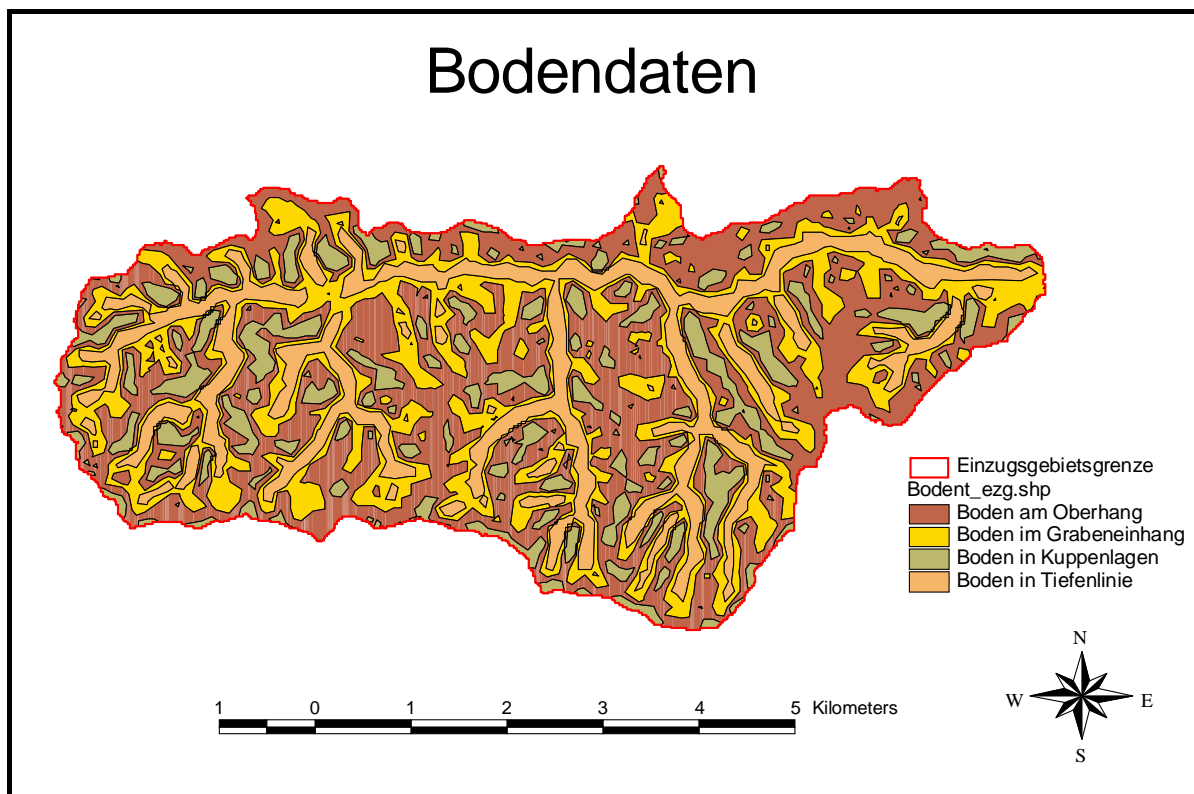 Bodendaten
Einzugsgebietsgrenze
Bodent_ezg.shp
Boden am Oberhang
Boden im Grabeneinhang
Boden in Kuppenlagen
Boden in Tiefenlinie
N
W E
S
1 0 1 2 3 4 5 Kilometers